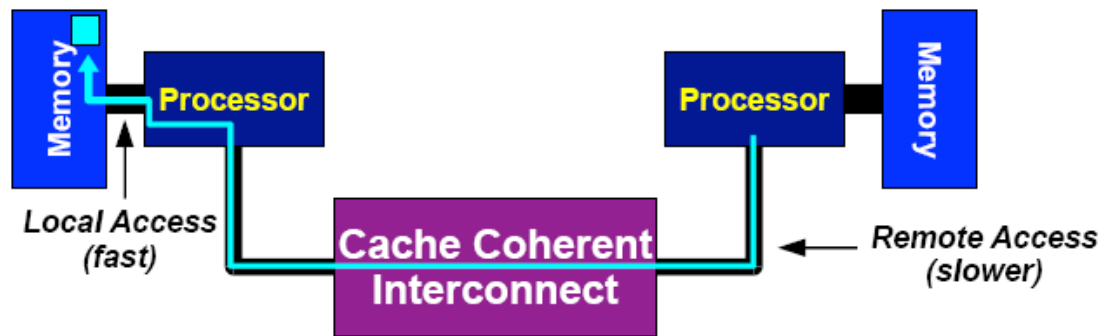 Memory
Processor
Processor
Memory
Local Access
(fast)
Cache Coherent
Interconnect
Remote Access
(slower)